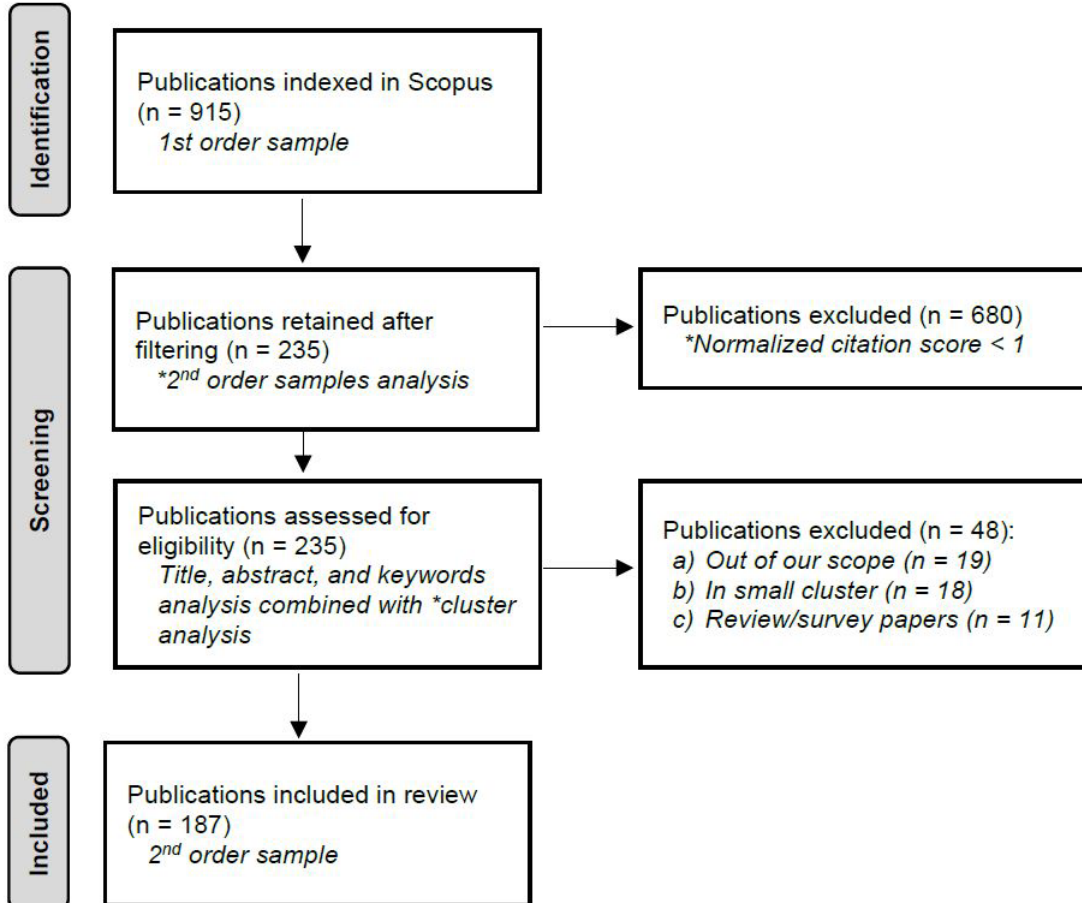 Identification
Publications indexed in Scopus
(n = 915)
1st order sample
Screening
Publications retained after
filtering (n = 235)
*2nd order samples analysis
Publications excluded (n = 680)
*Normalized citation score < 1
Publications assessed for
eligibility (n = 235)
Title, abstract, and keywords
analysis combined with *cluster
analysis
Publications excluded (n = 48):
a) Out of our scope (n = 19)
b) In small cluster (n = 18)
c) Review/survey papers (n = 11)
Included
Publications included in review
(n = 187)
2nd order sample